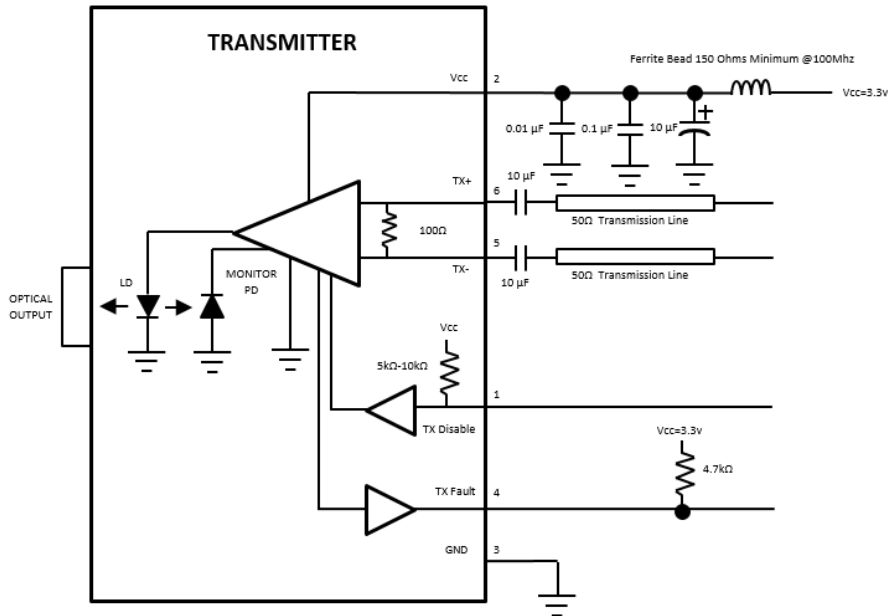 TRANSMITTER
Ferrite Bead 150 Ohms Minimum @100Mhz
Vcc
2
Vcc=3.3v
0.01 µF
0.1 µF
10 µF
+
TX+
6
10 µF
50Ω Transmission Line
100Ω
5
TX-
10 µF
50Ω Transmission Line
LD
MONITOR
PD
OPTICAL
OUTPUT
Vcc
5kΩ-10kΩ
1
TX Disable
Vcc=3.3v
4.7kΩ
TX Fault
4
GND
3